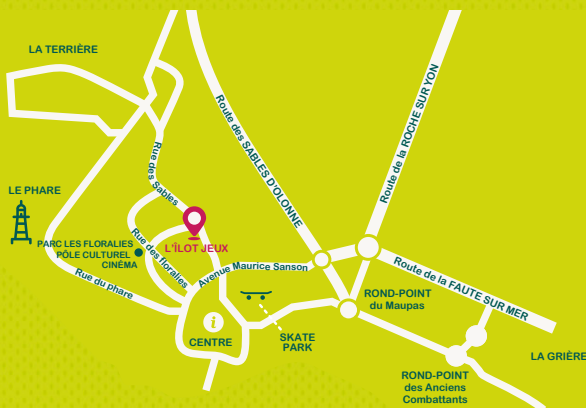 LA TERRIÈRE
Route des SABLES D'OLONNE
Route de la ROCHE SUR YON
Rue des Sables
LE PHARE
L'ÎLOT JEUX
PARC LES FLORALIES
PÔLE CULTUREL
CINÉMA
Rue des floralies
Avenue Maurice Sanson
Route de la FAUTE SUR MER
Rue du phare
ROND-POINT
du Maupas
i
CENTRE
SKATE
PARK
LA GRIÈRE
ROND-POINT
des Anciens
Combattants